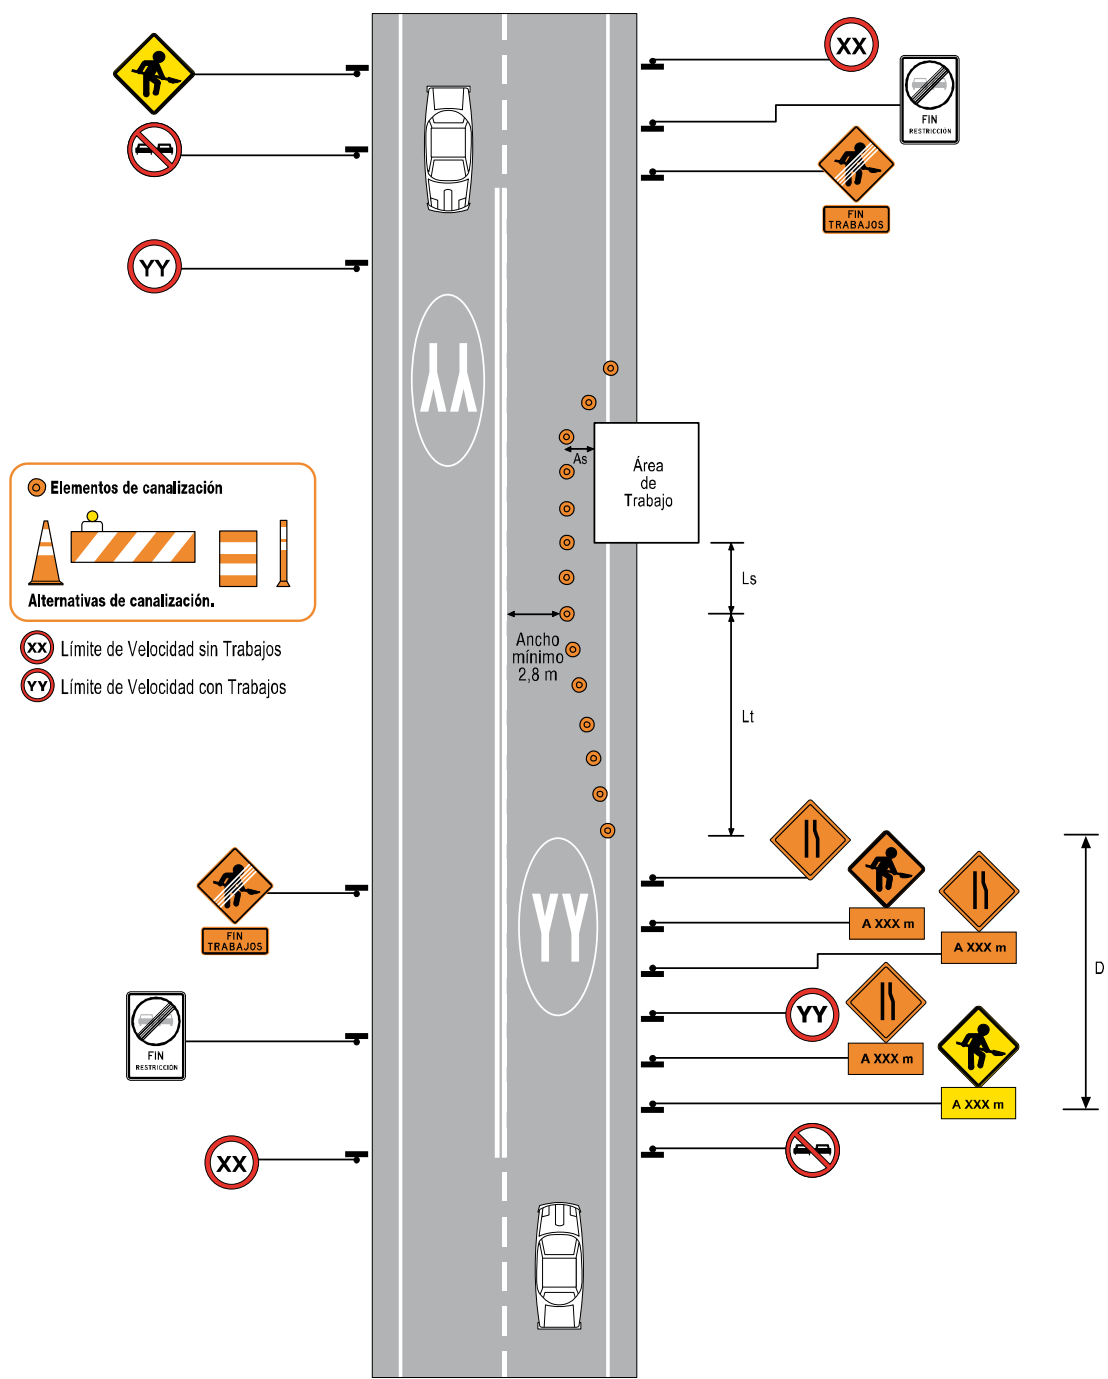 XX
FIN
RESTRICCIÓN
FIN
TRABAJOS
YY
YY
As
Área
de
Trabajo
Elementos de canalización
Alternativas de canalización.
XX Límite de Velocidad sin Trabajos
YY Límite de Velocidad con Trabajos
Ls
Ancho
mínimo
2,8 m
Lt
FIN
TRABAJOS
YY
A XXX m
A XXX m
D
FIN
RESTRICCIÓN
YY
A XXX m
A XXX m
XX